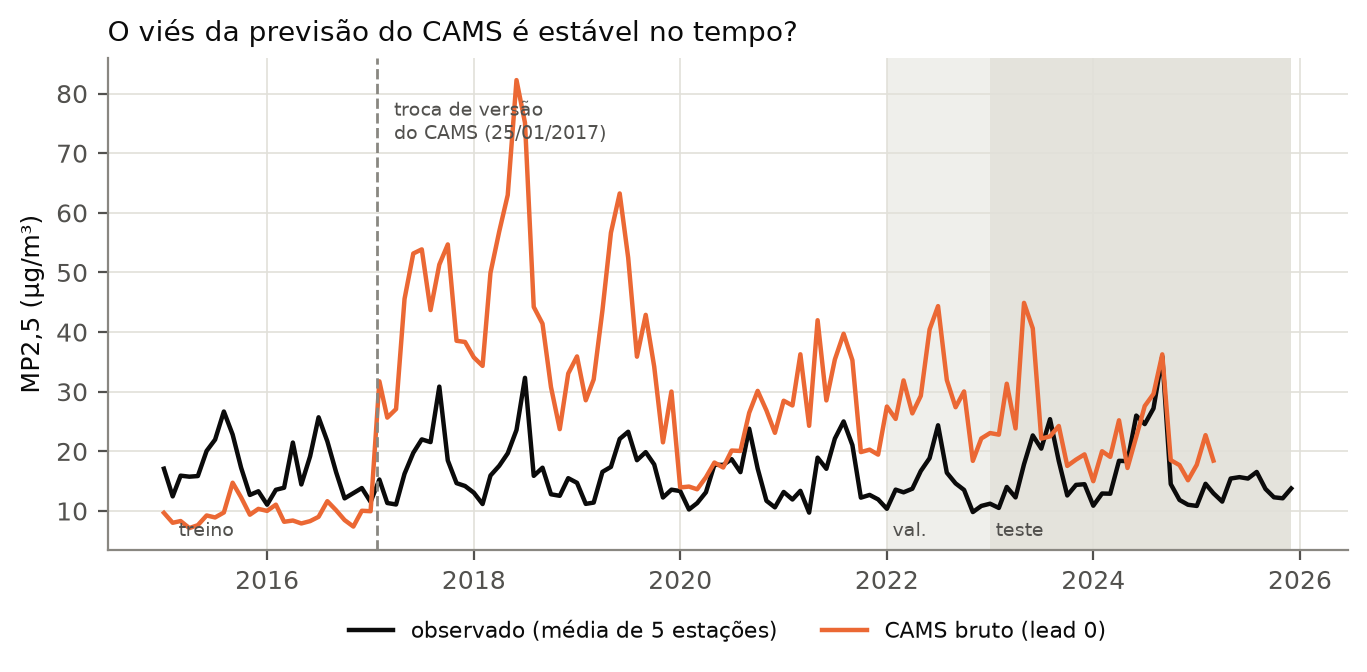 O viés da previsão do CAMS é estável no tempo?
80
70
60
50
40
30
20
10
MP2,5 (µg/m³)
troca de versão
do CAMS (25/01/2017)
treino
val.
teste
2016
2018
2020
2022
2024
2026
observado (média de 5 estações)
CAMS bruto (lead 0)